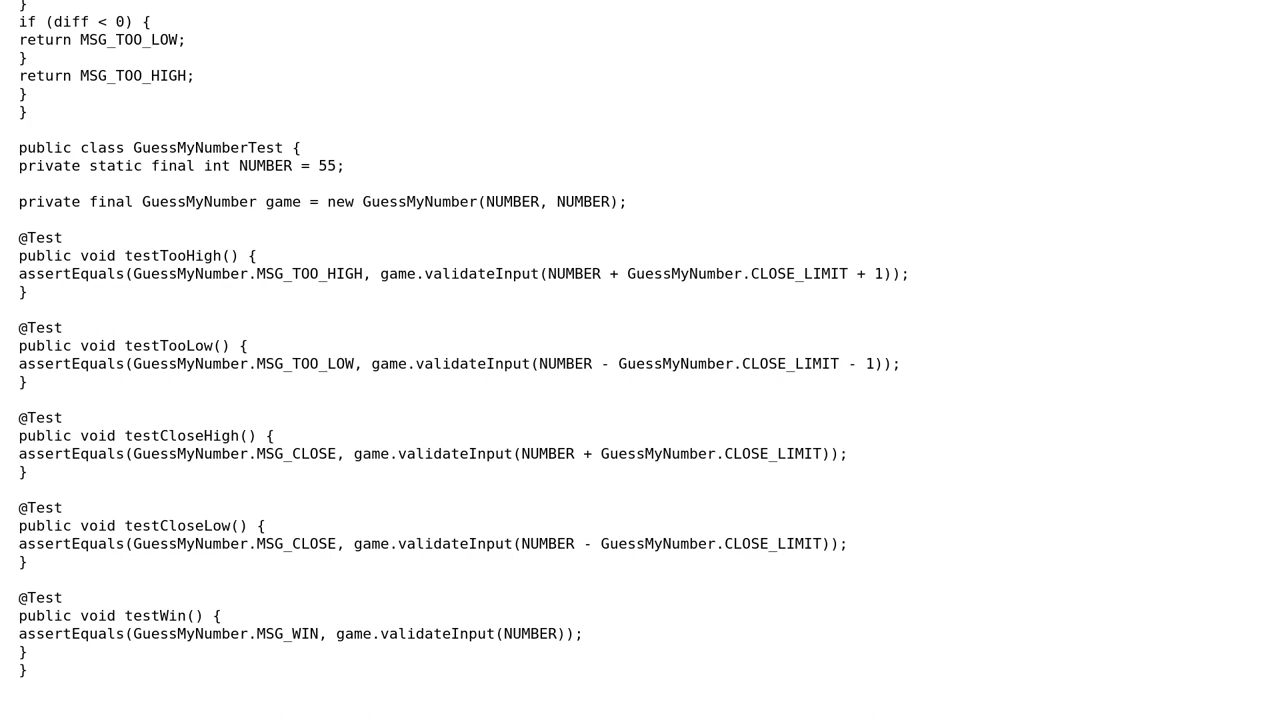 }
if (diff < 0) {
return MSG_TOO_LOW;
}
return MSG_TOO_HIGH;
}
}

public class GuessMyNumberTest {
private static final int NUMBER = 55;

private final GuessMyNumber game = new GuessMyNumber(NUMBER, NUMBER);

@Test
public void testTooHigh() {
assertEquals(GuessMyNumber.MSG_TOO_HIGH, game.validateInput(NUMBER + GuessMyNumber.CLOSE_LIMIT + 1));
}

@Test
public void testTooLow() {
assertEquals(GuessMyNumber.MSG_TOO_LOW, game.validateInput(NUMBER - GuessMyNumber.CLOSE_LIMIT - 1));
}

@Test
public void testCloseHigh() {
assertEquals(GuessMyNumber.MSG_CLOSE, game.validateInput(NUMBER + GuessMyNumber.CLOSE_LIMIT));
}

@Test
public void testCloseLow() {
assertEquals(GuessMyNumber.MSG_CLOSE, game.validateInput(NUMBER - GuessMyNumber.CLOSE_LIMIT));
}

@Test
public void testWin() {
assertEquals(GuessMyNumber.MSG_WIN, game.validateInput(NUMBER));
}
}